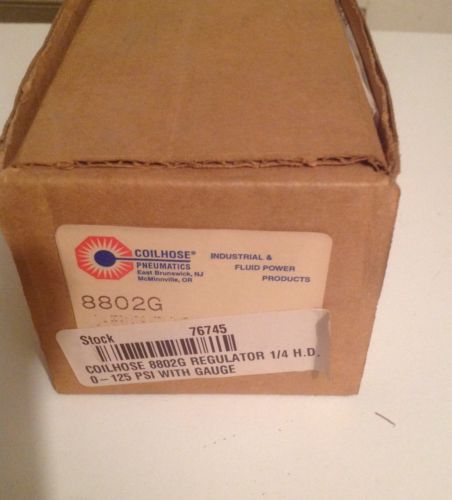 COILHOSE®
PNEUMATICS
East Brunswick, NJ
McMinnville, OR
INDUSTRIAL &
FLUID POWER
PRODUCTS
8802G
Stock 76745
COILHOSE 8802G REGULATOR 1/4 H.D.
0-125 PSI WITH GAUGE